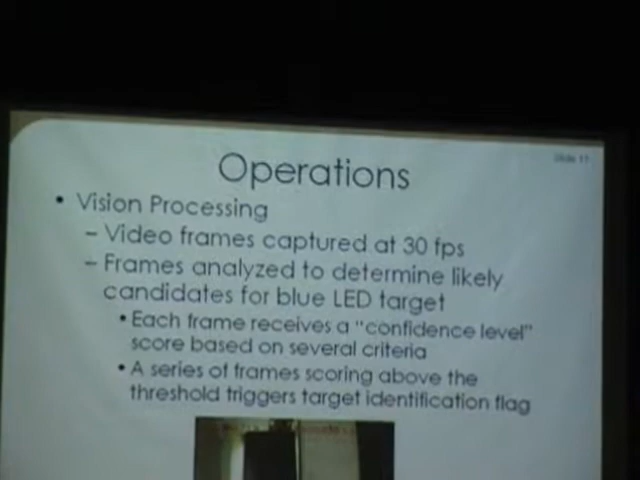 Slide 11
Operations
• Vision Processing
– Video frames captured at 30 fps
– Frames analyzed to determine likely
candidates for blue LED target
• Each frame receives a "confidence level"
score based on several criteria
• A series of frames scoring above the
threshold triggers target identification flag